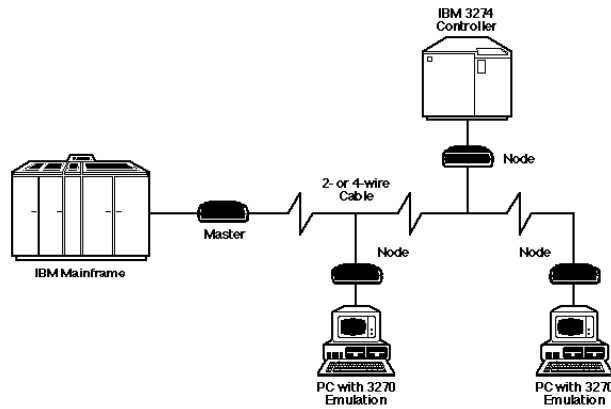 IBM 3274
Controller
Node
2- or 4-wire
Cable
Master
IBM Mainframe
Node
Node
PC with 3270
Emulation
PC with 3270
Emulation